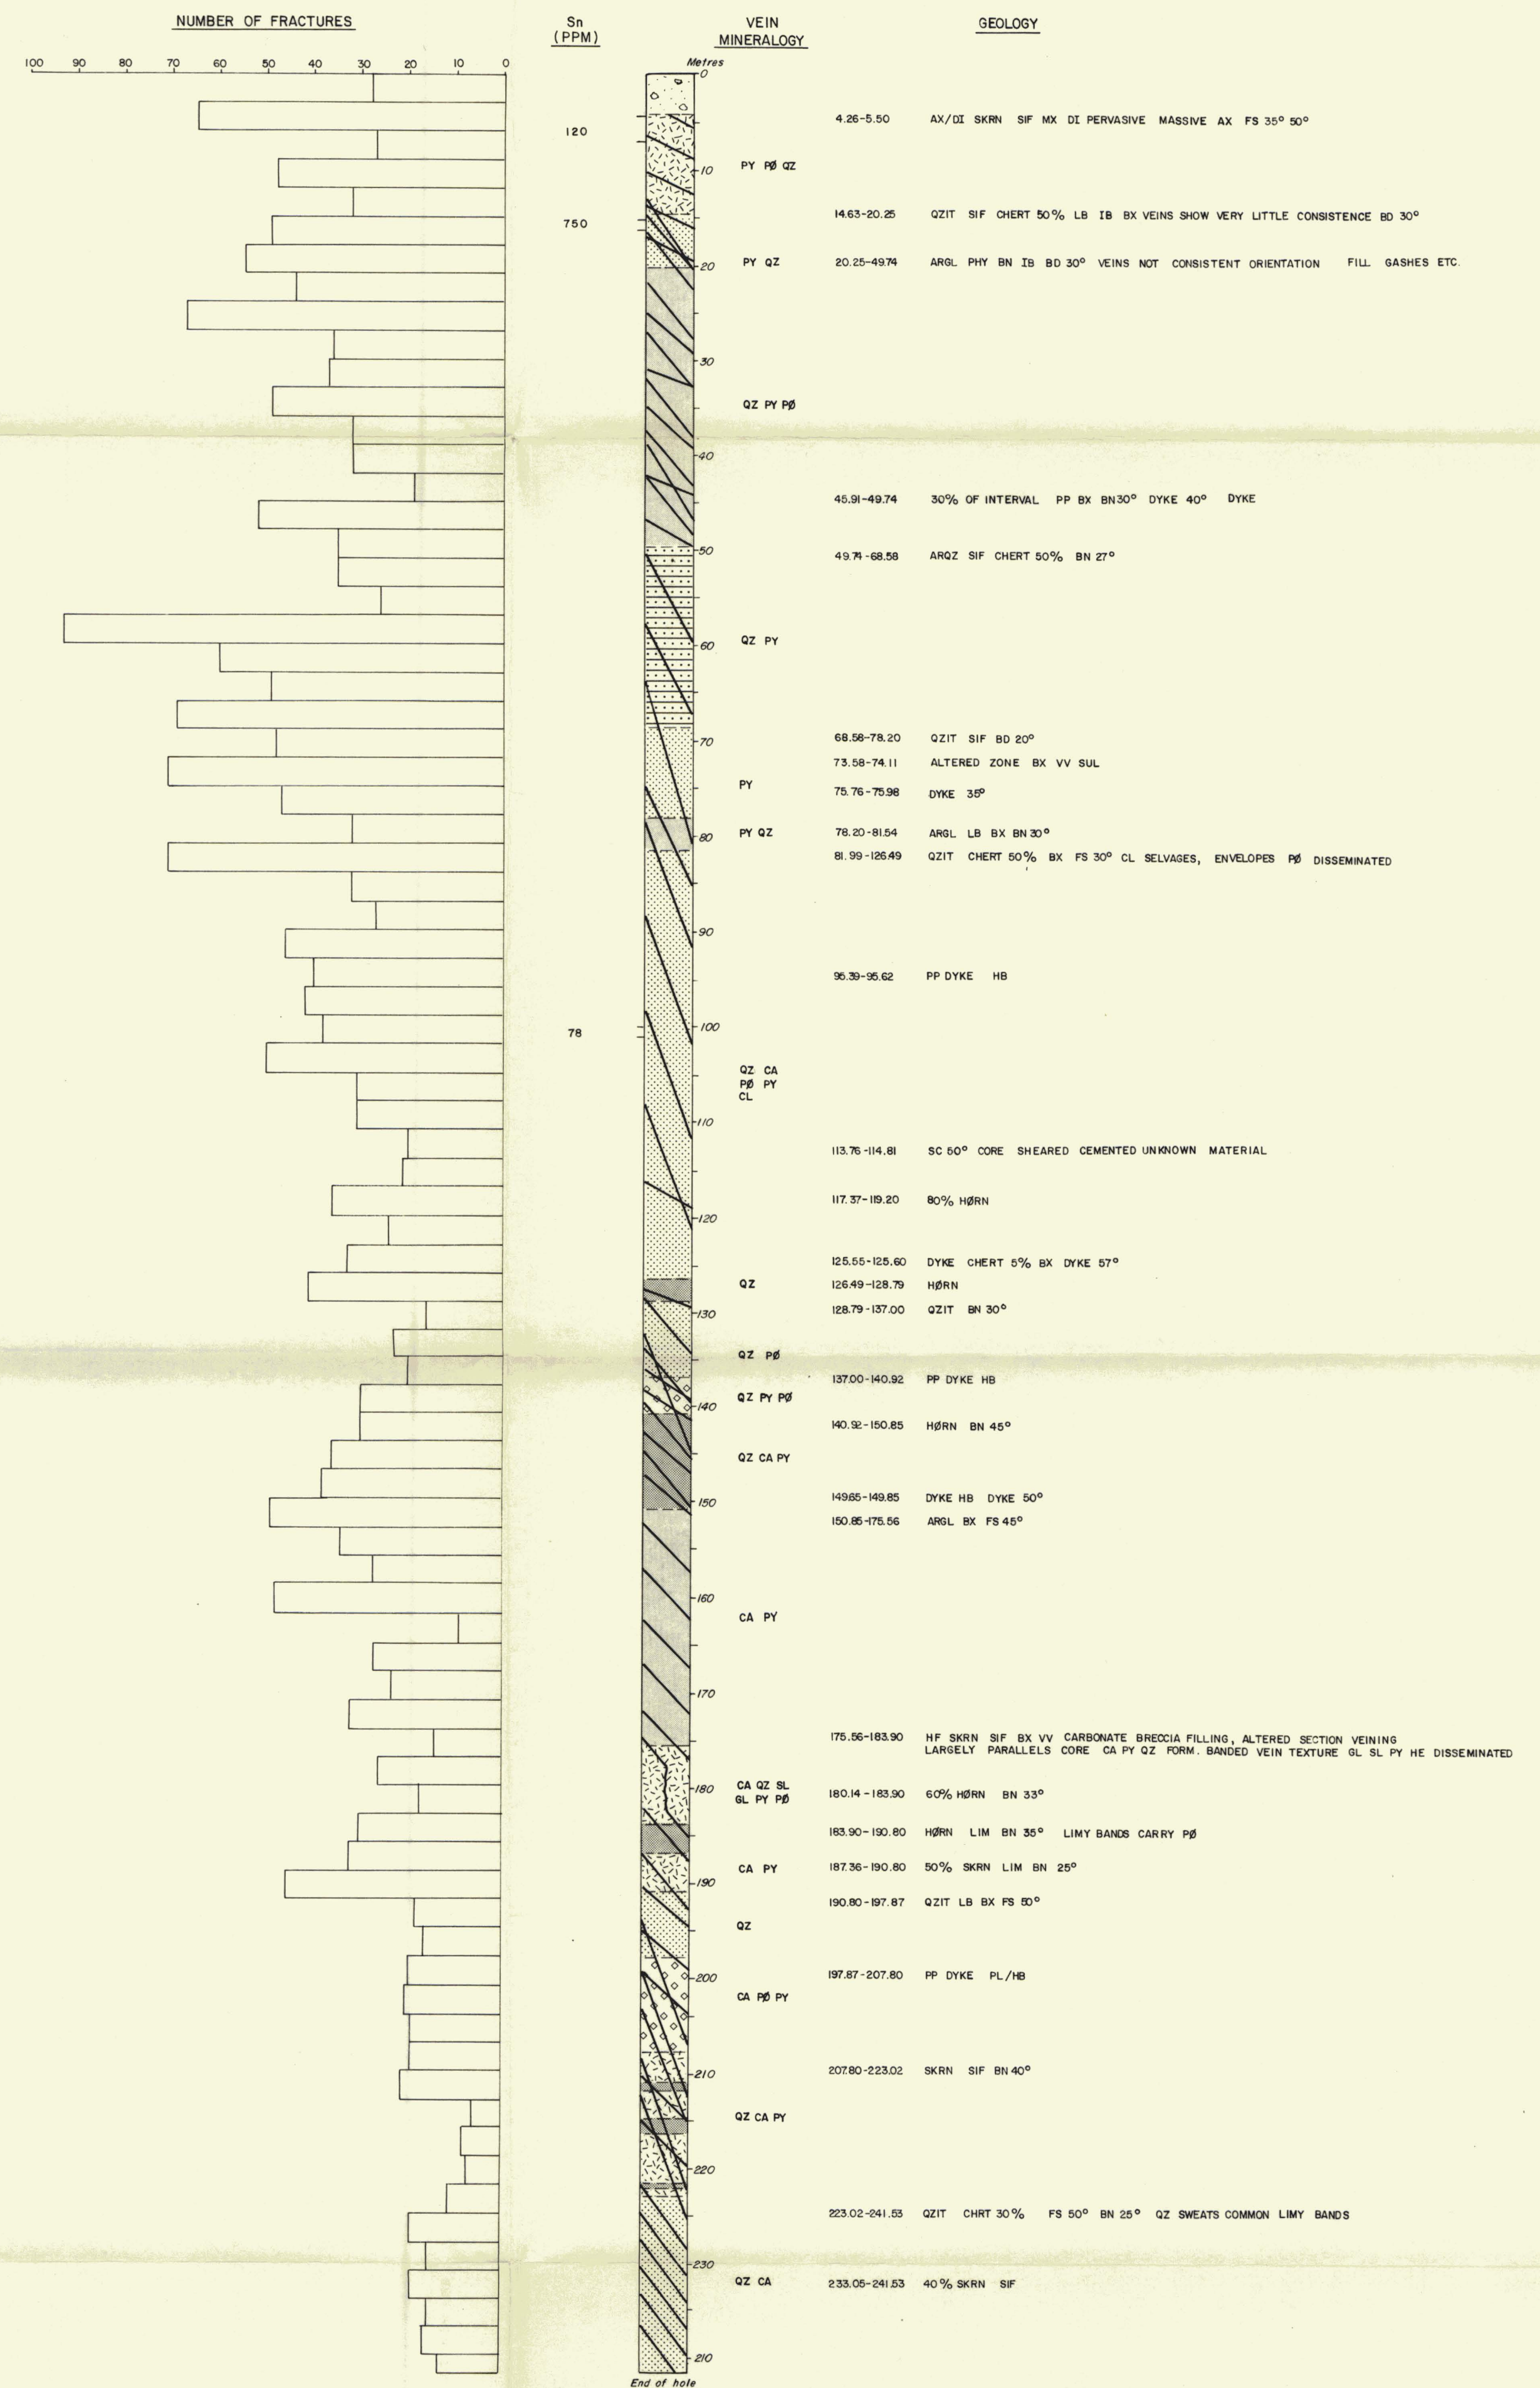 NUMBER OF FRACTURES
Sn
(PPM)
VEIN
MINERALOGY
GEOLOGY
100 90 80 70 60 50 40 30 20 10 0
Metres
0
4.26-5.50 AX/DI SKRN SIF MX DI PERVASIVE MASSIVE AX FS 35° 50°
120
PY PØ QZ
10
14.63-20.25 QZIT SIF CHERT 50% LB IB BX VEINS SHOW VERY LITTLE CONSISTENCE BD 30°
750
20
PY QZ
20.25-49.74 ARGL PHY BN IB BD 30° VEINS NOT CONSISTENT ORIENTATION FILL GASHES ETC.
30
QZ PY PØ
40
45.91-49.74 30% OF INTERVAL PP BX BN30° DYKE 40° DYKE
50
49.74-68.58 ARQZ SIF CHERT 50% BN 27°
60
QZ PY
70
68.58-78.20 QZIT SIF BD 20°
73.58-74.11 ALTERED ZONE BX VV SUL
PY
75.76-75.98 DYKE 35°
80
PY QZ
78.20-81.54 ARGL LB BX BN 30°
81.99-126.49 QZIT CHERT 50% BX FS 30° CL SELVAGES, ENVELOPES PØ DISSEMINATED
90
95.39-95.62 PP DYKE HB
100
78
QZ CA
PØ PY
CL
110
113.76-114.81 SC 50° CORE SHEARED CEMENTED UNKNOWN MATERIAL
117.37-119.20 80% HØRN
120
125.55-125.60 DYKE CHERT 5% BX DYKE 57°
QZ
126.49-128.79 HØRN
130
128.79-137.00 QZIT BN 30°
QZ PØ
137.00-140.92 PP DYKE HB
QZ PY PØ
140
140.92-150.85 HØRN BN 45°
QZ CA PY
149.65-149.85 DYKE HB DYKE 50°
150
150.85-175.56 ARGL BX FS 45°
160
CA PY
170
175.56-183.90 HF SKRN SIF BX VV CARBONATE BRECCIA FILLING, ALTERED SECTION VEINING
LARGELY PARALLELS CORE CA PY QZ FORM. BANDED VEIN TEXTURE GL SL PY HE DISSEMINATED
180
CA QZ SL
GL PY PØ
180.14-183.90 60% HØRN BN 33°
183.90-190.80 HØRN LIM BN 35° LIMY BANDS CARRY PØ
CA PY
187.36-190.80 50% SKRN LIM BN 25°
190
190.80-197.87 QZIT LB BX FS 50°
QZ
200
197.87-207.80 PP DYKE PL/HB
CA PØ PY
210
207.80-223.02 SKRN SIF BN 40°
QZ CA PY
220
223.02-241.53 QZIT CHRT 30% FS 50° BN 25° QZ SWEATS COMMON LIMY BANDS
230
QZ CA
233.05-241.53 40% SKRN SIF
210
End of hole